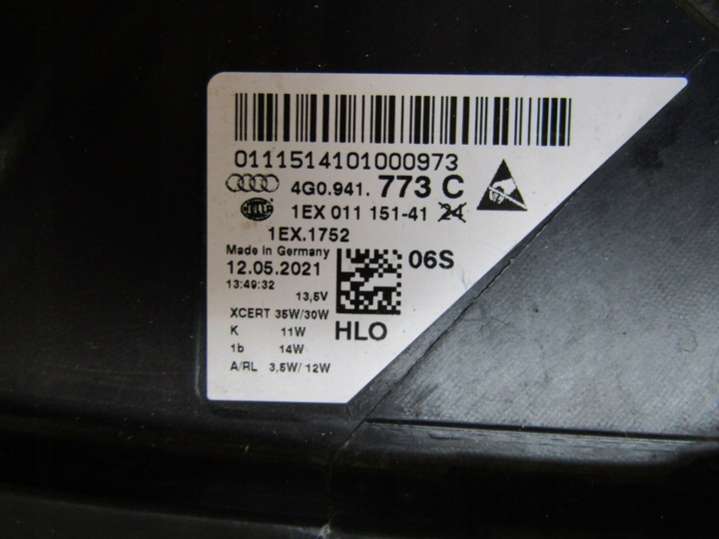 0111514101000973
4G0.941. 773 C
HELLA 1EX 011 151-41 24
1EX.1752
Made in Germany
12.05.2021 06S
13:49:32
13,5V
XCERT 35W/30W
K 11W HLO
1b 14W
A/RL 3,5W/ 12W